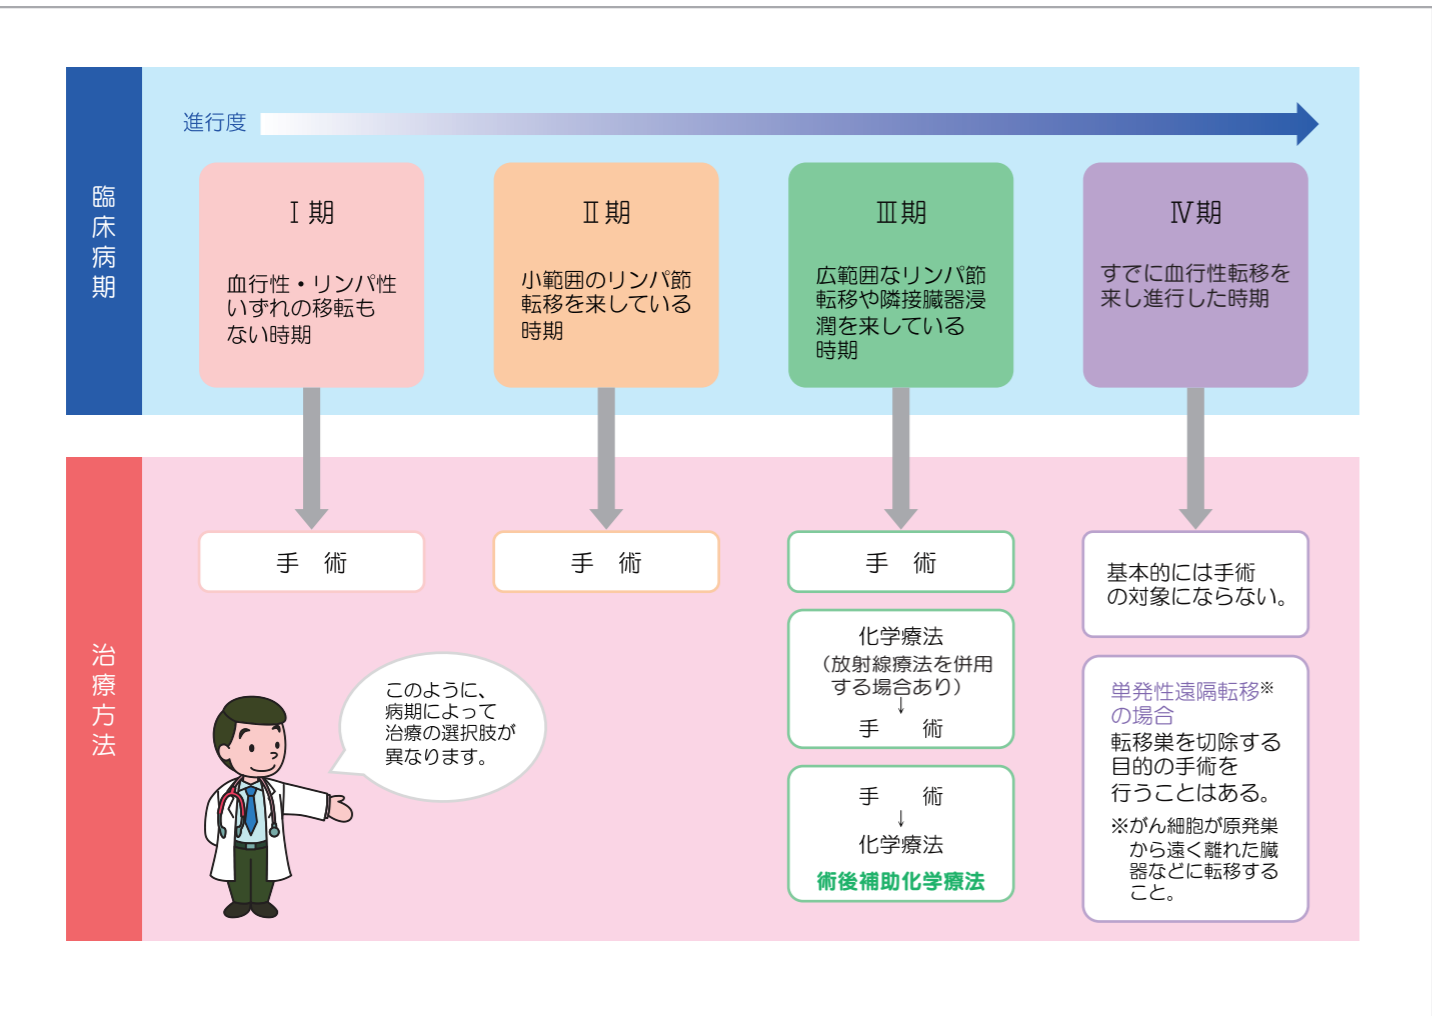 臨床病期
進行度
Ⅰ期
血行性・リンパ性
いずれの移転も
ない時期
Ⅱ期
小範囲のリンパ節
転移を来している
時期
Ⅲ期
広範囲なリンパ節
転移や隣接臓器浸
潤を来している
時期
Ⅳ期
すでに血行性転移を
来し進行した時期
治療方法
手　術
手　術
手　術
化学療法
（放射線療法を併用
する場合あり）
↓
手　術
手　術
↓
化学療法
術後補助化学療法
基本的には手術
の対象にならない。
単発性遠隔転移※
の場合
転移巣を切除する
目的の手術を
行うことはある。
※がん細胞が原発巣
から遠く離れた臓
器などに転移する
こと。
このように、
病期によって
治療の選択肢が
異なります。